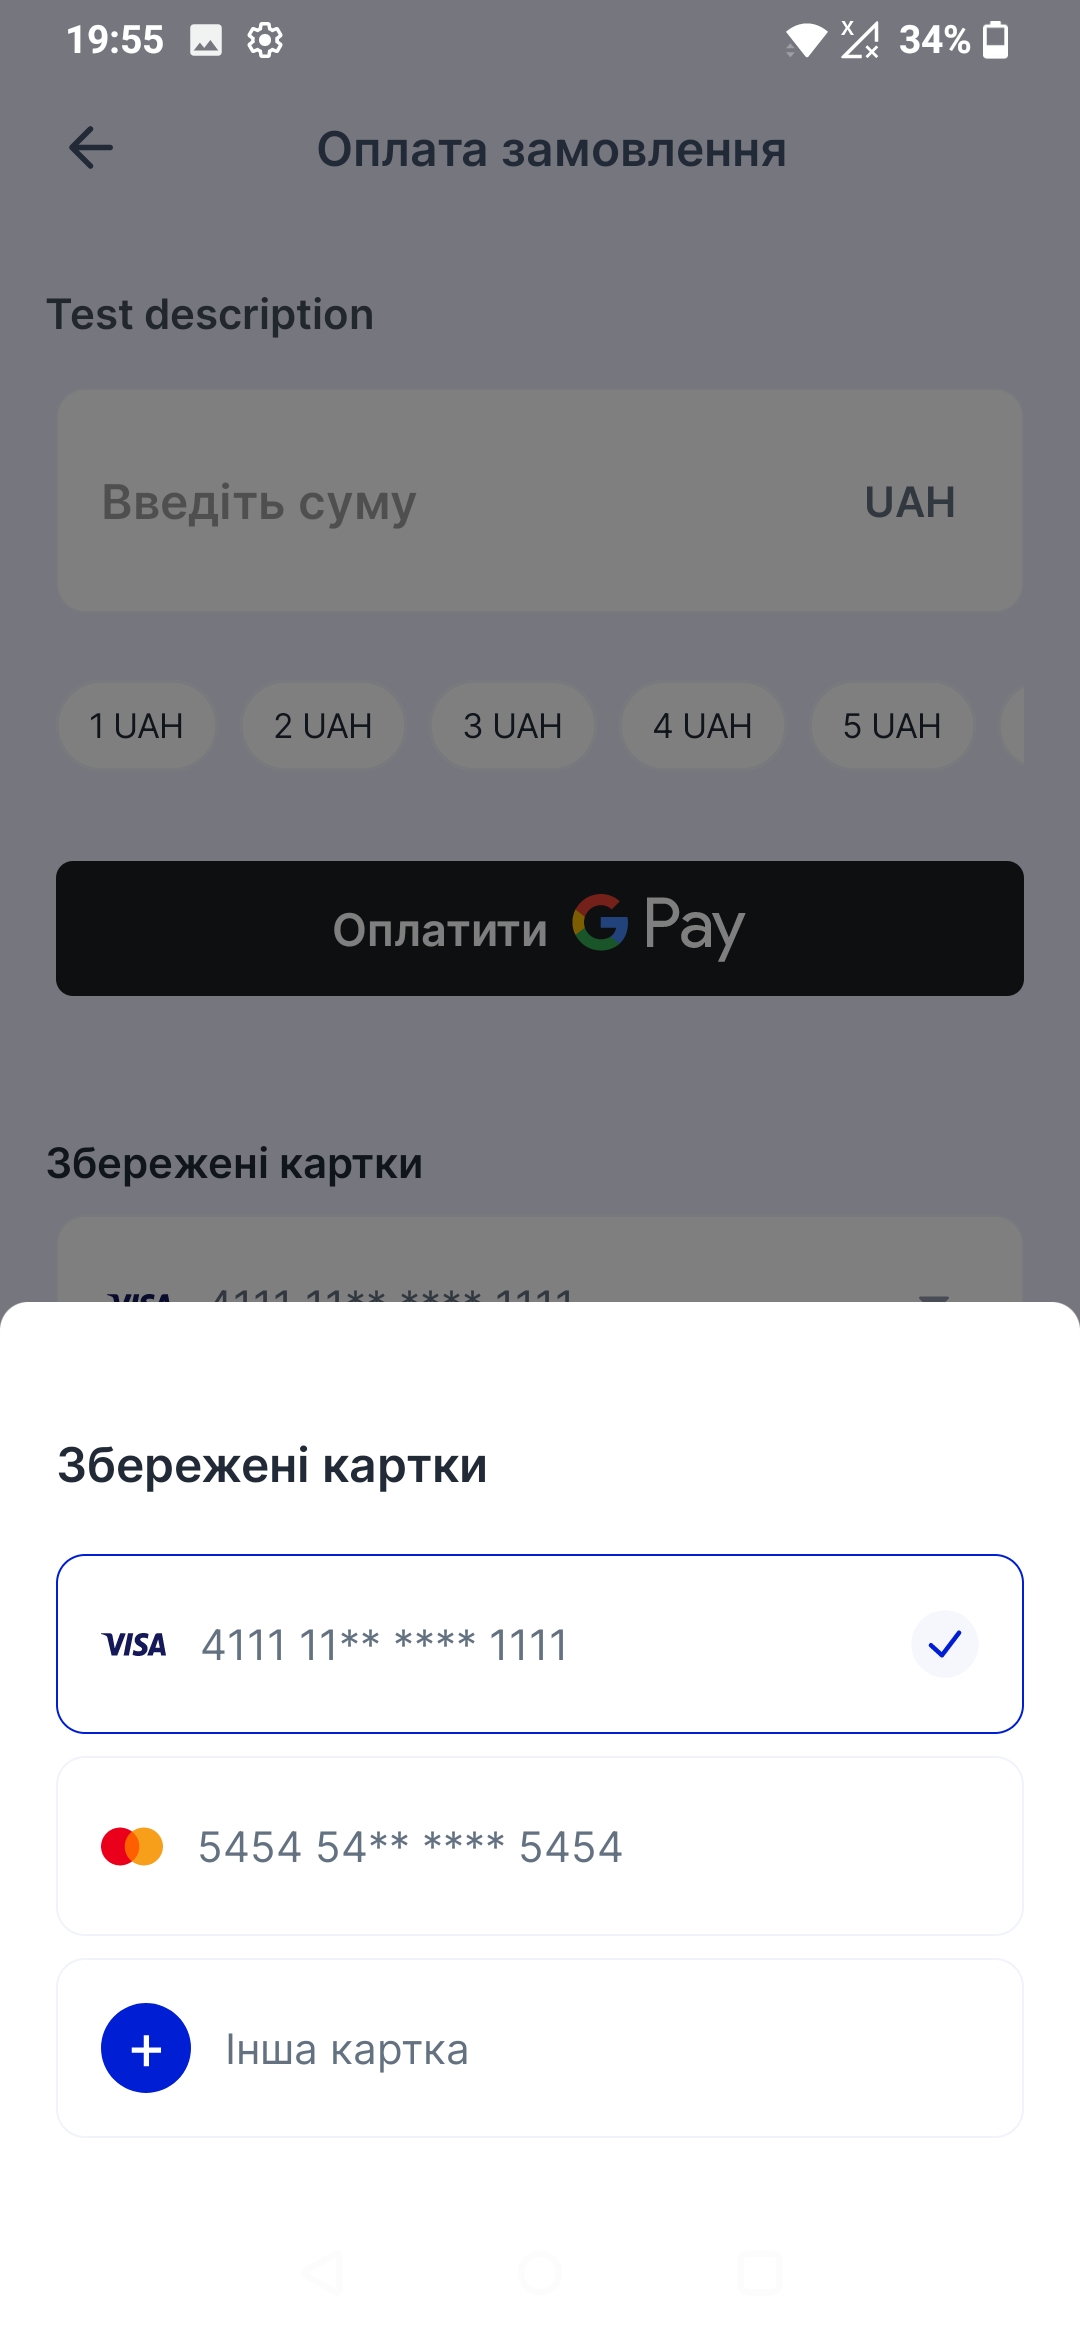 19:55 34%
Оплата замовлення
Test description
Введіть суму UAH
1 UAH 2 UAH 3 UAH 4 UAH 5 UAH
Оплатити G Pay
Збережені картки
VISA 4111 11** **** 1111
Збережені картки
VISA 4111 11** **** 1111
5454 54** **** 5454
Інша картка